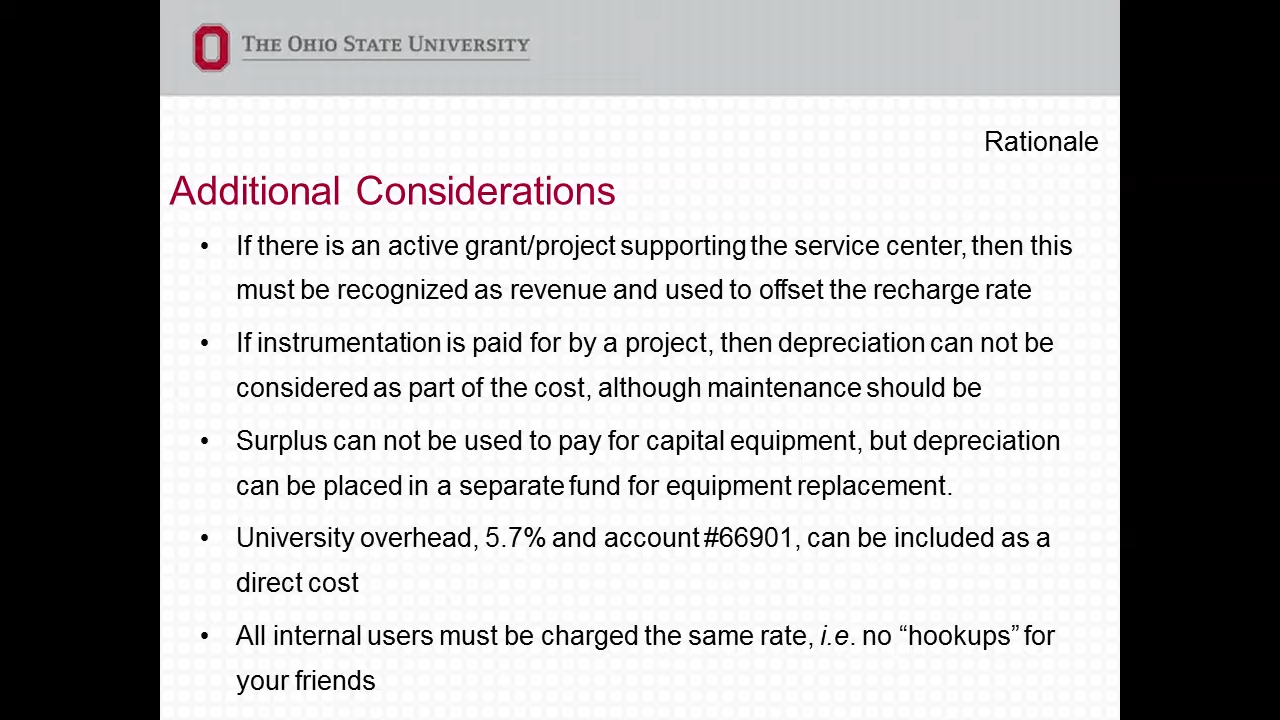 THE OHIO STATE UNIVERSITY
Rationale
Additional Considerations
• If there is an active grant/project supporting the service center, then this
must be recognized as revenue and used to offset the recharge rate
• If instrumentation is paid for by a project, then depreciation can not be
considered as part of the cost, although maintenance should be
• Surplus can not be used to pay for capital equipment, but depreciation
can be placed in a separate fund for equipment replacement.
• University overhead, 5.7% and account #66901, can be included as a
direct cost
• All internal users must be charged the same rate, i.e. no “hookups” for
your friends